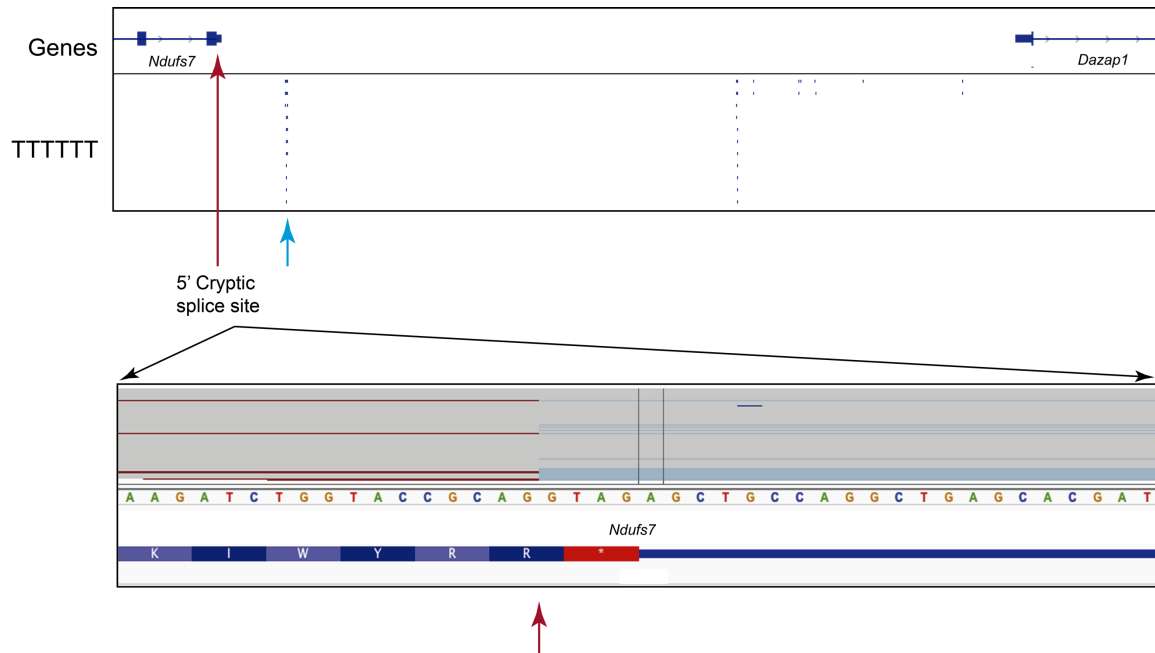 Genes
Ndufs7
Dazap1
TTTTTT
5' Cryptic
splice site
A A G A T C T G G T A C C G C A G G T A G A G C T G C C A G G C T G A G C A C G A T
Ndufs7
K I W Y R R *